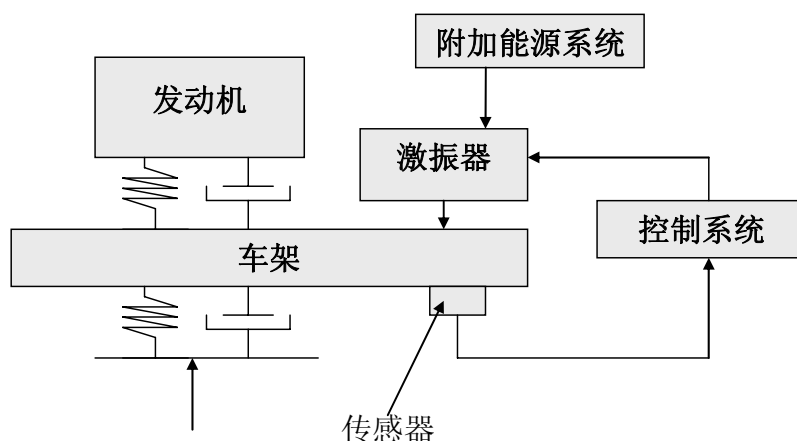 附加能源系统
发动机
激振器
控制系统
车架
传感器